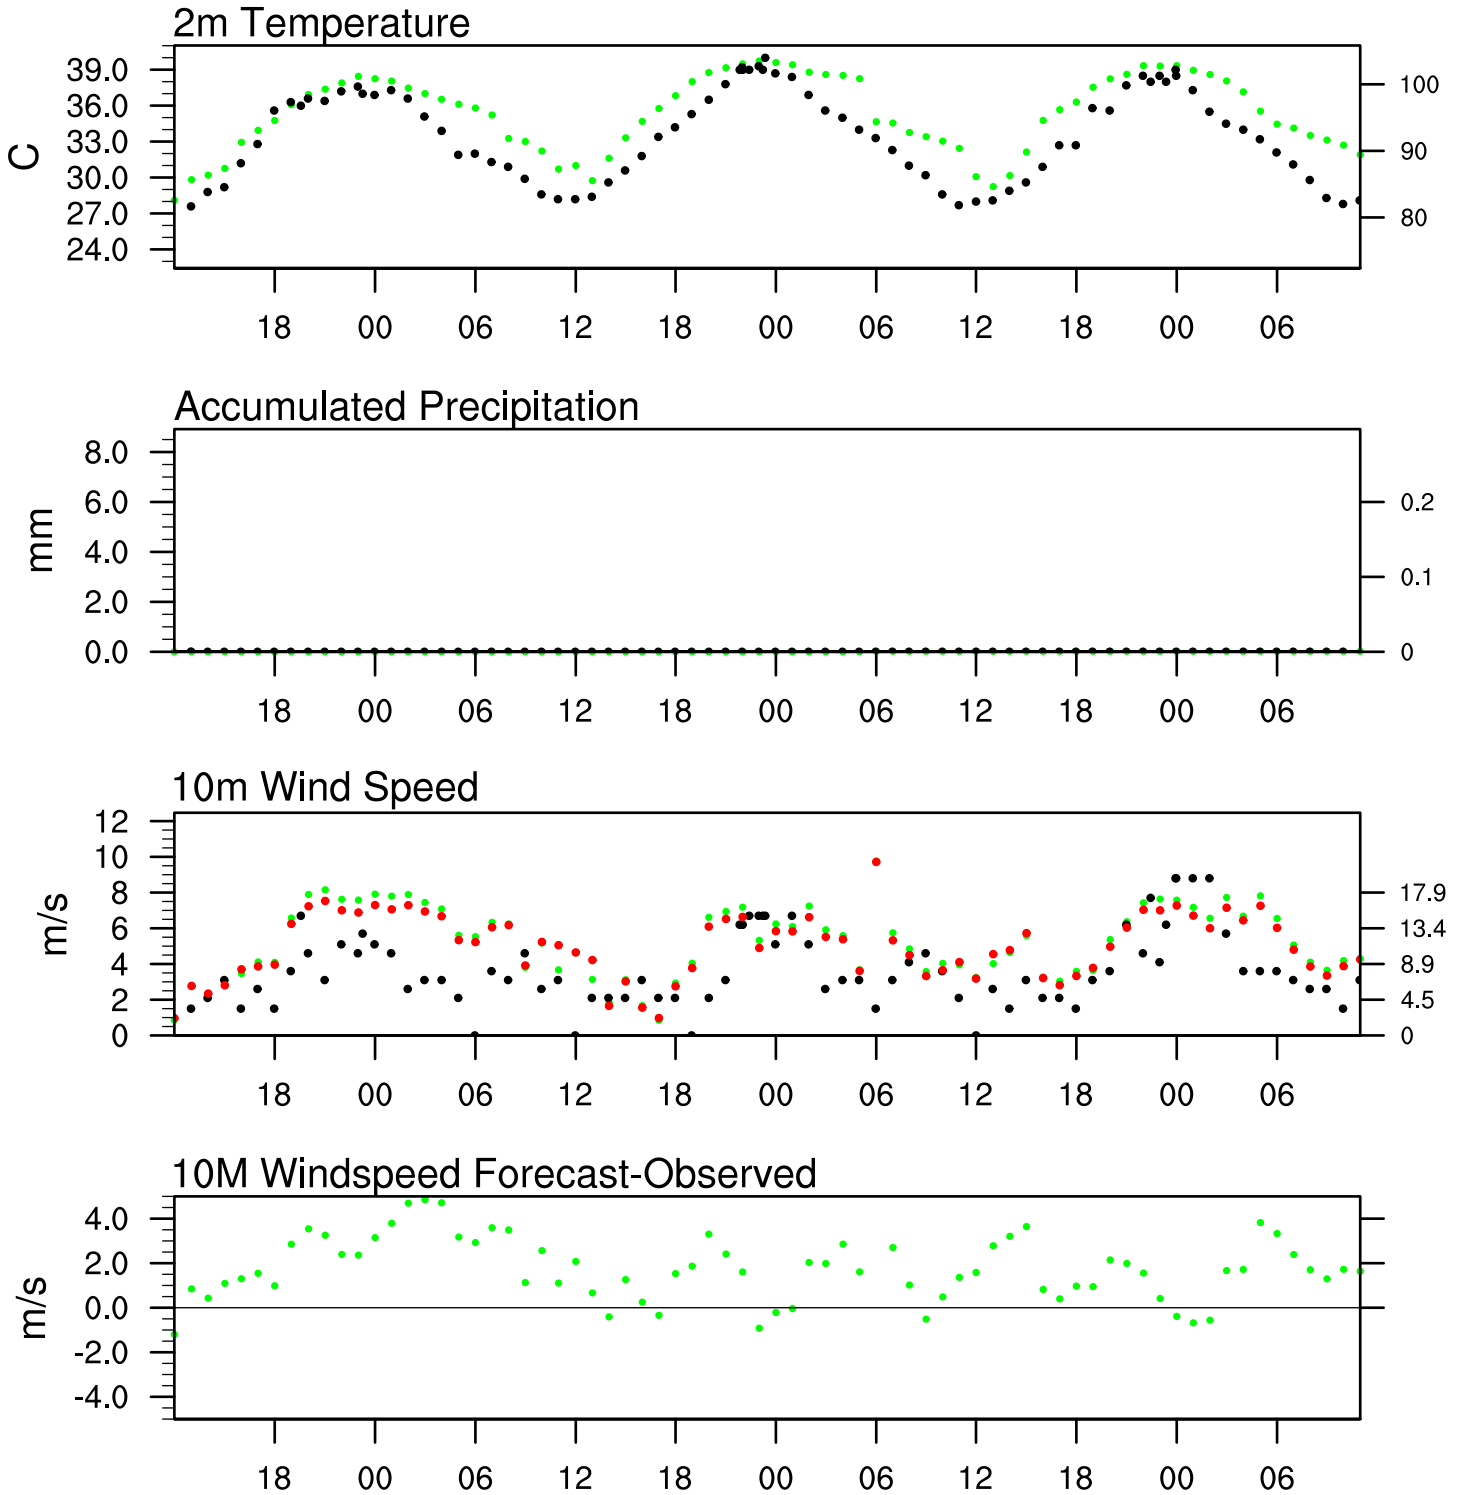 2m Temperature
39.0
36.0
33.0
30.0
27.0
24.0
C
100
90
80
18 00 06 12 18 00 06 12 18 00 06
Accumulated Precipitation
8.0
6.0
4.0
2.0
0.0
mm
0.2
0.1
0
18 00 06 12 18 00 06 12 18 00 06
10m Wind Speed
12
10
8
6
4
2
0
m/s
17.9
13.4
8.9
4.5
0
18 00 06 12 18 00 06 12 18 00 06
10M Windspeed Forecast-Observed
4.0
2.0
0.0
-2.0
-4.0
m/s
18 00 06 12 18 00 06 12 18 00 06